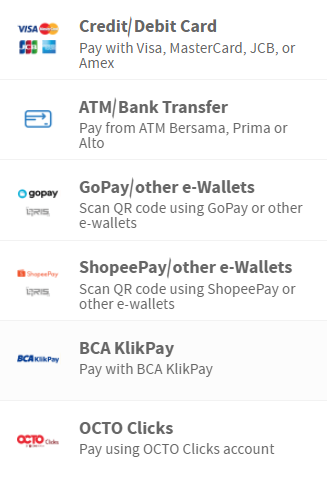 VISA
Credit/Debit Card
Pay with Visa, MasterCard, JCB, or
Amex
JCB
ATM/Bank Transfer
Pay from ATM Bersama, Prima or
Alto
gopay
GoPay/other e-Wallets
QRIS
Scan QR code using GoPay or other
e-wallets
ShopeePay
ShopeePay/other e-Wallets
QRIS
Scan QR code using ShopeePay or
other e-wallets
BCA KlikPay
BCA KlikPay
Pay with BCA KlikPay
OCTO Clicks
OCTO Clicks
Pay using OCTO Clicks account